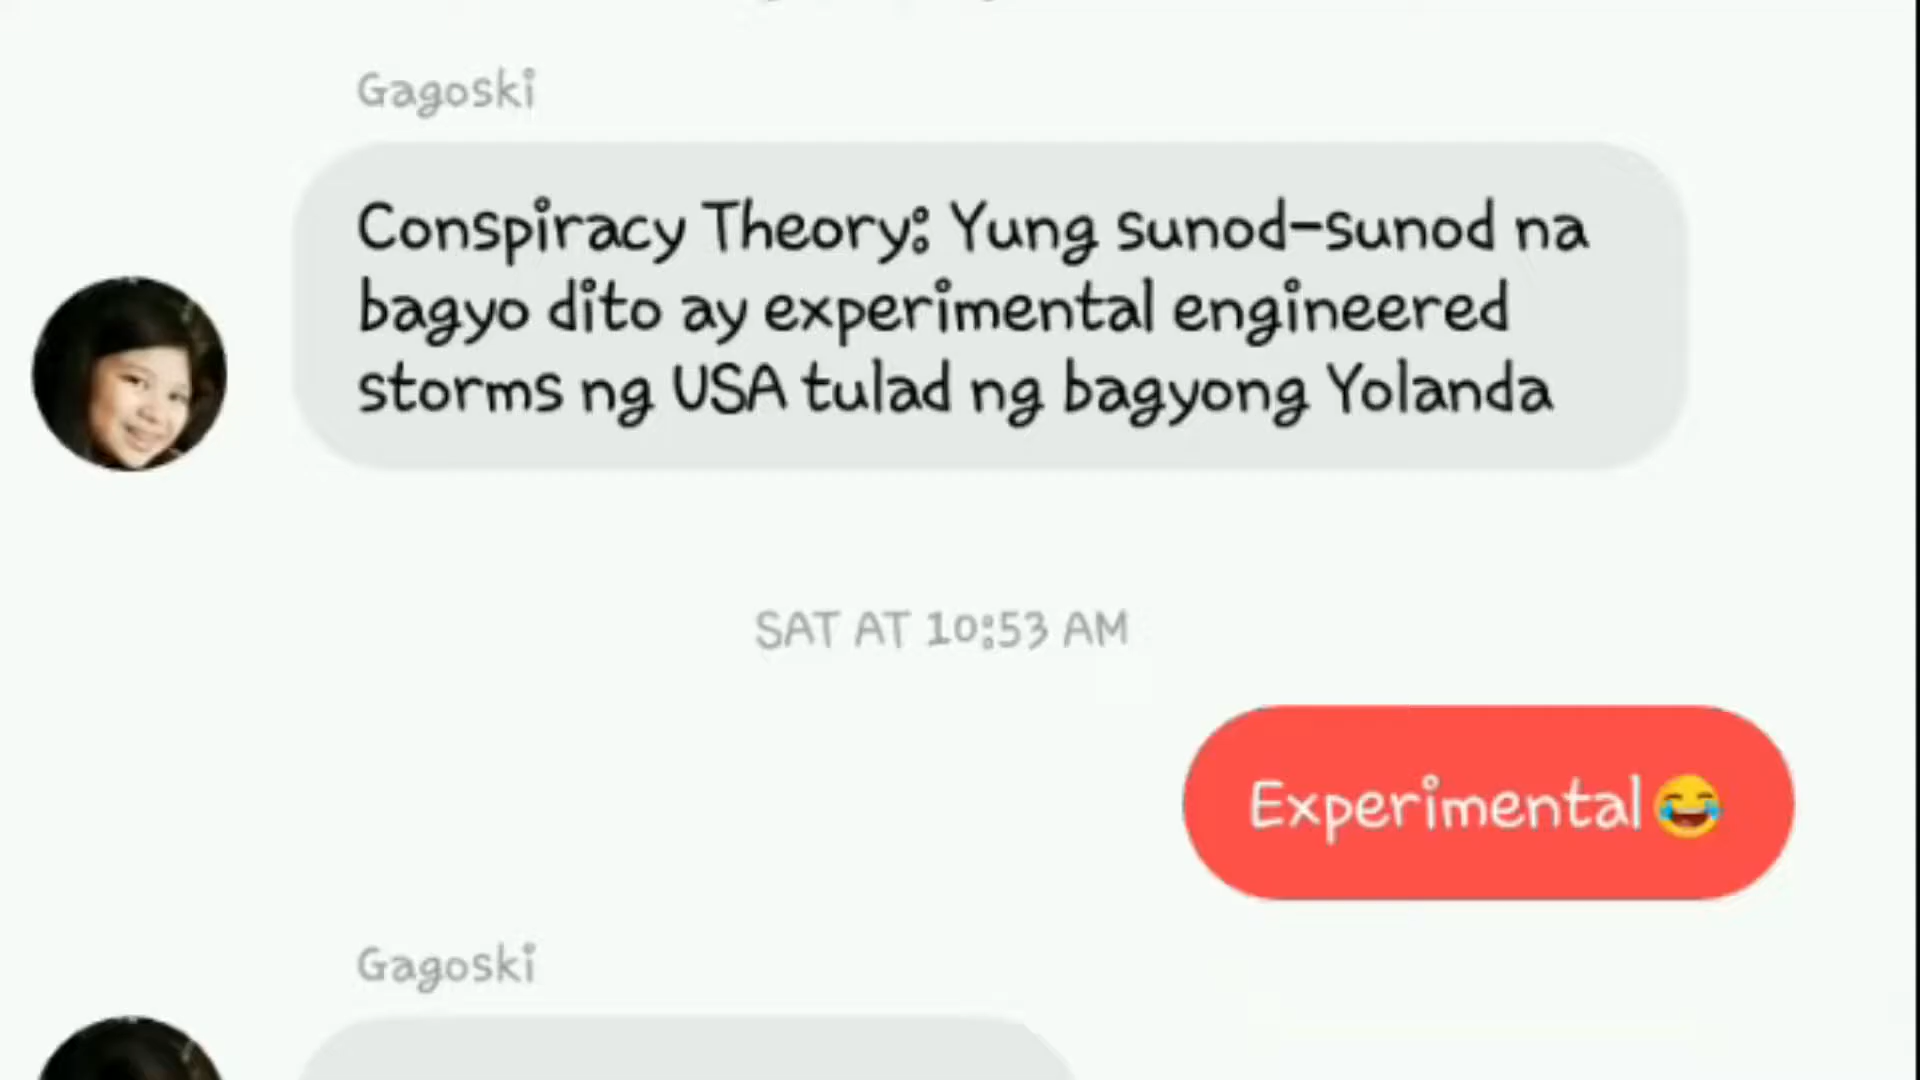 Gagoski
Conspiracy Theory: Yung sunod-sunod na
bagyo dito ay experimental engineered
storms ng USA tulad ng bagyong Yolanda
SAT AT 10:53 AM
Experimental😂
Gagoski